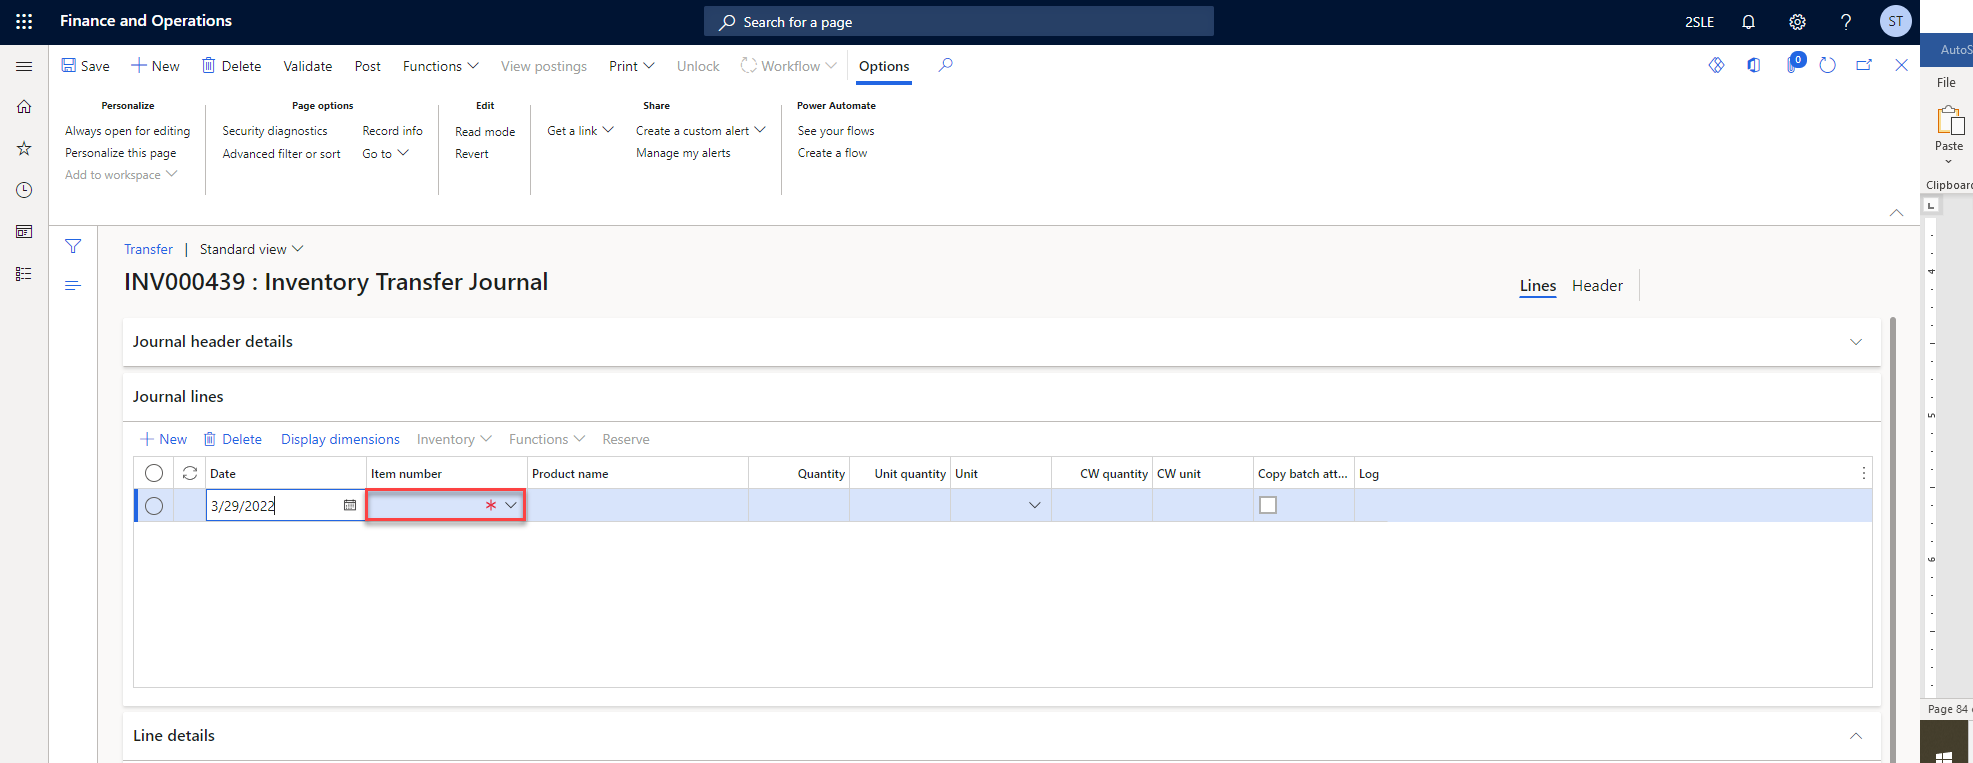 Finance and Operations
Search for a page
2SLE
ST
AutoS
Save New Delete Validate Post Functions View postings Print Unlock Workflow Options
0
File
Personalize
Always open for editing
Personalize this page
Add to workspace
Page options
Security diagnostics Record info
Advanced filter or sort Go to
Edit
Read mode
Revert
Share
Get a link Create a custom alert
Manage my alerts
Power Automate
See your flows
Create a flow
Paste
Clipboard
Transfer | Standard view
INV000439 : Inventory Transfer Journal
Lines Header
Journal header details
Journal lines
New Delete Display dimensions Inventory Functions Reserve
Date Item number Product name Quantity Unit quantity Unit CW quantity CW unit Copy batch att... Log
3/29/2022 *
Line details
4
5
6
Page 84